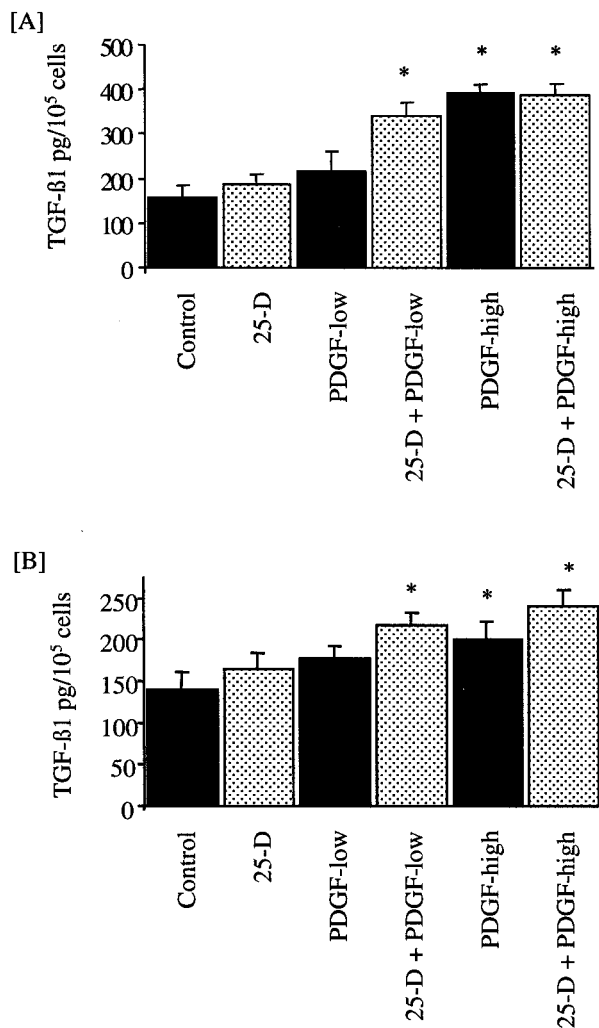 [A]
500
400
300
200
100
0
TGF-ß1 pg/10⁵ cells
*
*
*
Control
25-D
PDGF-low
25-D + PDGF-low
PDGF-high
25-D + PDGF-high
[B]
250
200
150
100
50
0
TGF-ß1 pg/10⁵ cells
*
*
*
Control
25-D
PDGF-low
25-D + PDGF-low
PDGF-high
25-D + PDGF-high